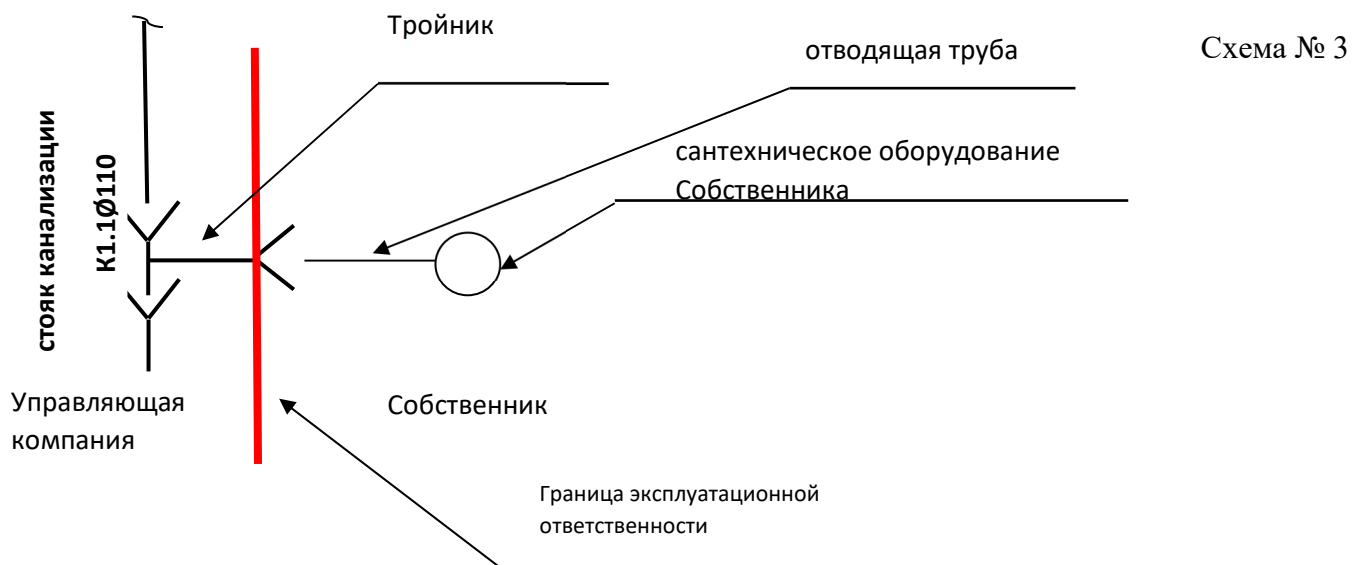 Тройник
отводящая труба
Схема № 3
сантехническое оборудование
Собственника
стояк канализации
К1.1Ø110
Управляющая
компания
Собственник
Граница эксплуатационной
ответственности